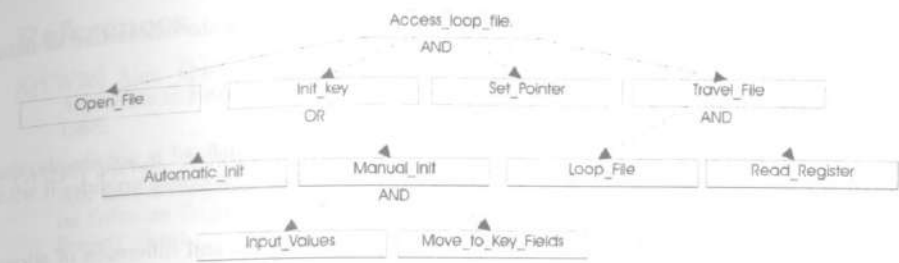 Access_loop_file.
AND
Open_File Init_key Set_Pointer Travel_File
OR AND
Automatic_Init Manual_Init Loop_File Read_Register
AND
Input_Values Move_to_Key_Fields